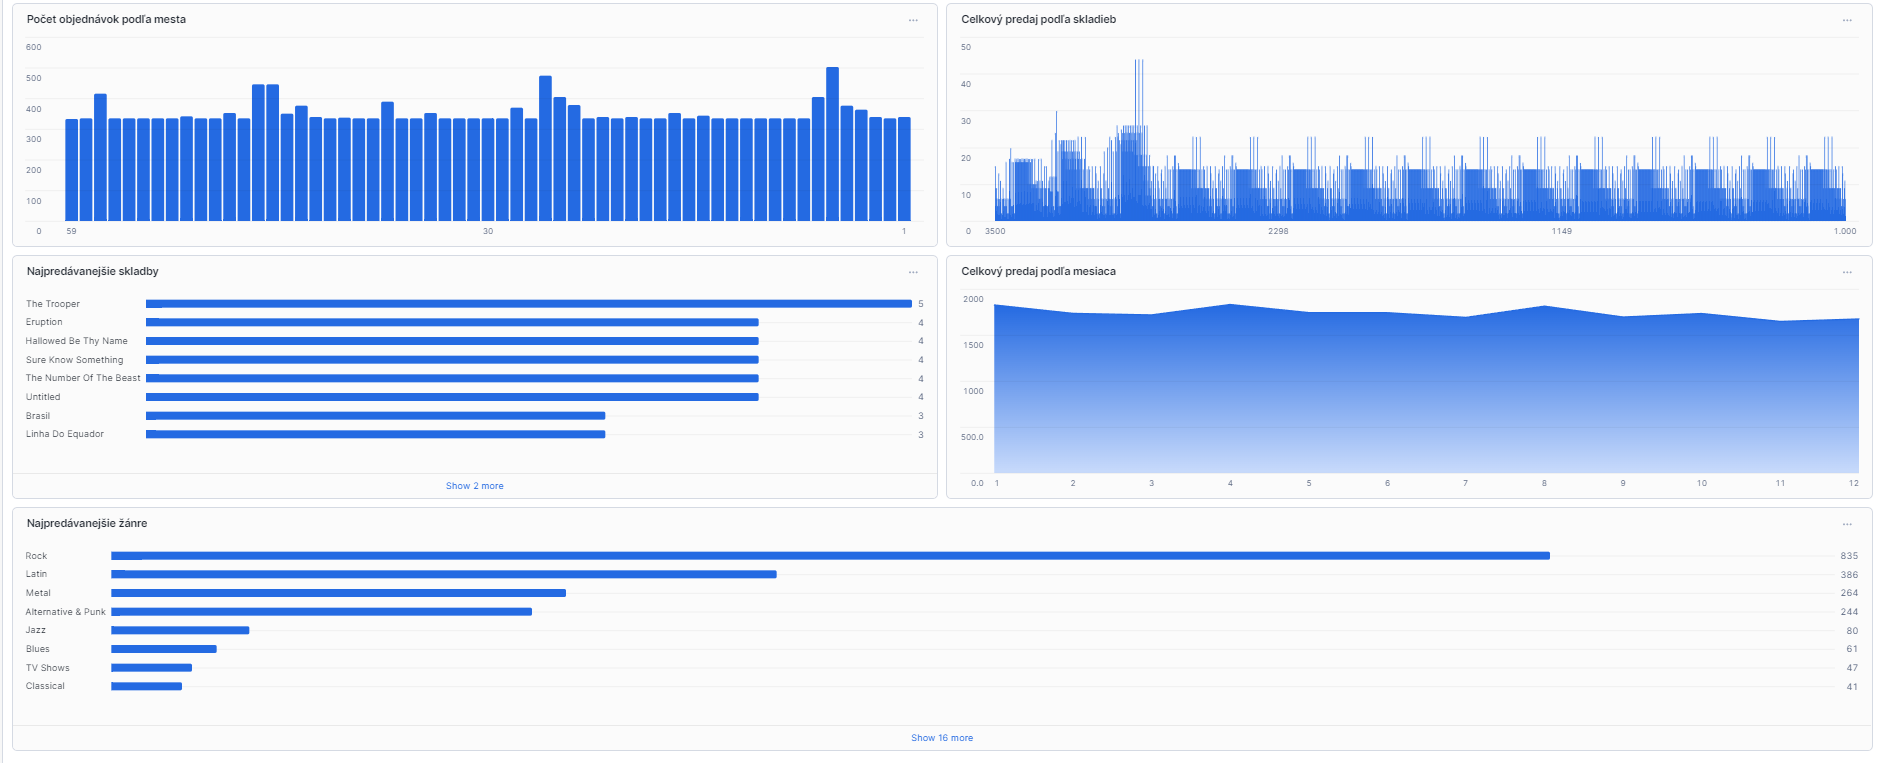 Počet objednávok podľa mesta
...
600
500
400
300
200
100
0
59 30 1
Celkový predaj podľa skladieb
...
50
40
30
20
10
0
3500 2298 1149 1.000
Najpredávanejšie skladby
...
The Trooper 5
Eruption 4
Hallowed Be Thy Name 4
Sure Know Something 4
The Number Of The Beast 4
Untitled 4
Brasil 3
Linha Do Equador 3
Show 2 more
Celkový predaj podľa mesiaca
...
2000
1500
1000
500.0
0.0 1 2 3 4 5 6 7 8 9 10 11 12
Najpredávanejšie žánre
...
Rock 835
Latin 386
Metal 264
Alternative & Punk 244
Jazz 80
Blues 61
TV Shows 47
Classical 41
Show 16 more